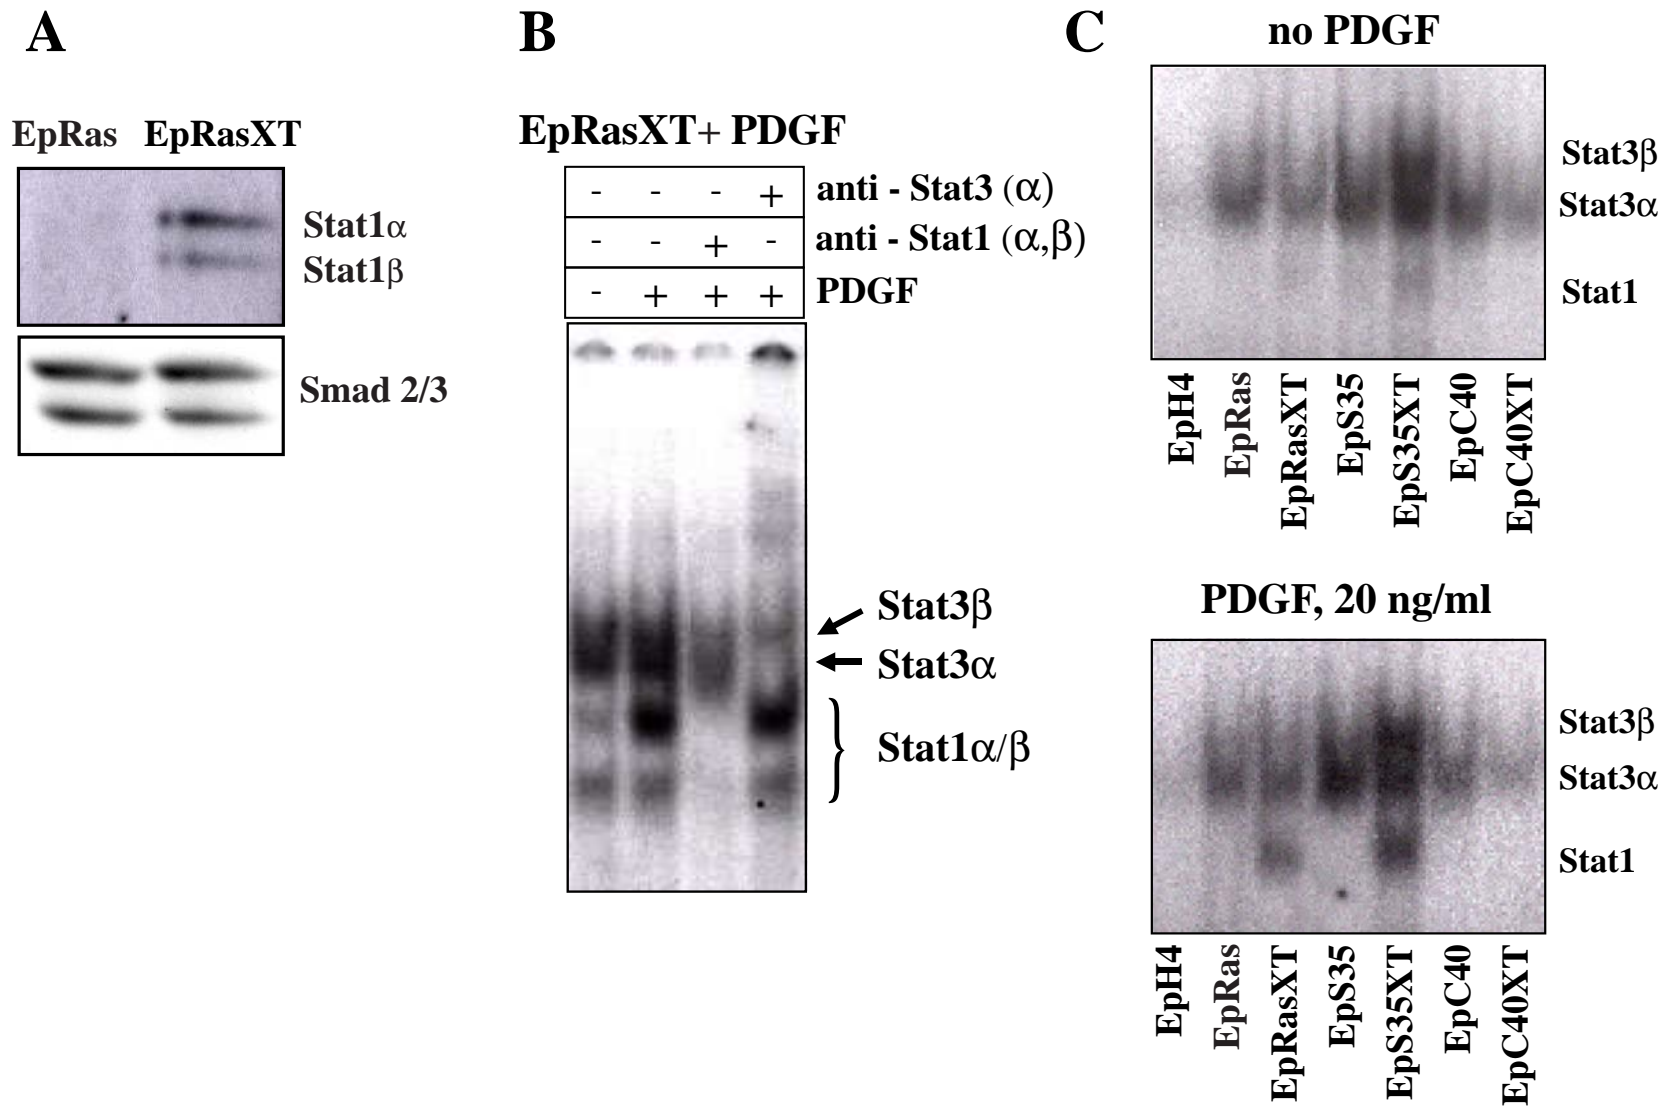 A
EpRas EpRasXT
Stat1α
Stat1β
Smad 2/3
B
EpRasXT+ PDGF
- - - + anti - Stat3 (α)
- - + - anti - Stat1 (α,β)
- + + + PDGF
Stat3β
Stat3α
Stat1α/β
C
no PDGF
Stat3β
Stat3α
Stat1
EpH4 EpRas EpRasXT EpS35 EpS35XT EpC40 EpC40XT
PDGF, 20 ng/ml
Stat3β
Stat3α
Stat1
EpH4 EpRas EpRasXT EpS35 EpS35XT EpC40 EpC40XT